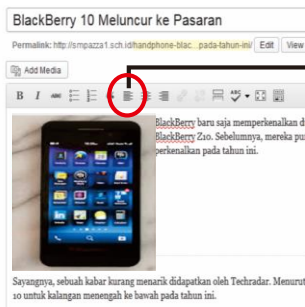 BlackBerry 10 Meluncur ke Pasaran
Permalink: http://smpazza1.sch.id/handphone-blac...pada-tahun-ini/ Edit View
Add Media
B I ABC
BlackBerry baru saja memperkenalkan d
BlackBerry Z10. Sebelumnya, mereka pu
perkenalkan pada tahun ini.
Sayangnya, sebuah kabar kurang menarik didapatkan oleh Techradar. Menurut
10 untuk kalangan menengah ke bawah pada tahun ini.